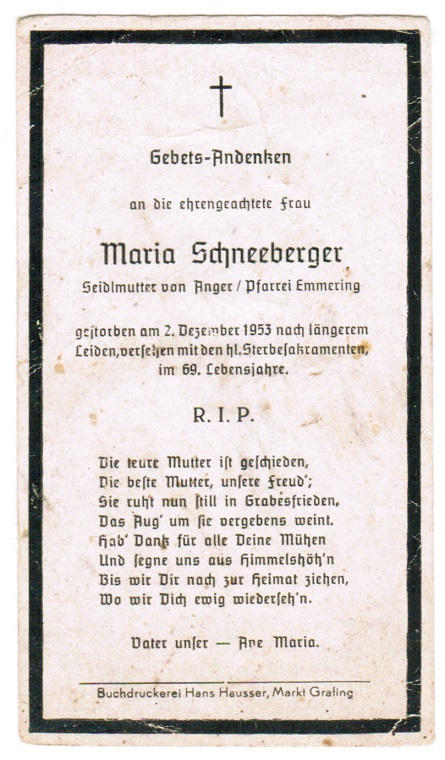 Gebets-Andenken
an die ehrengeachtete Frau
Maria Schneeberger
Seidlmutter von Anger / Pfarrei Emmering
gestorben am 2. Dezember 1953 nach längerem
Leiden, versehen mit den hl. Sterbesakramenten,
im 69. Lebensjahre.
R. I. P.
Die teure Mutter ist geschieden,
Die beste Mutter, unsere Freud';
Sie ruht nun still in Grabesfrieden,
Das Aug' um sie vergebens weint.
Hab' Dank für alle Deine Mühen
Und segne uns aus Himmelshöh'n
Bis wir Dir nach zur Heimat ziehen,
Wo wir Dich ewig wiederseh'n.
Vater unser — Ave Maria.
Buchdruckerei Hans Hausser, Markt Grafing